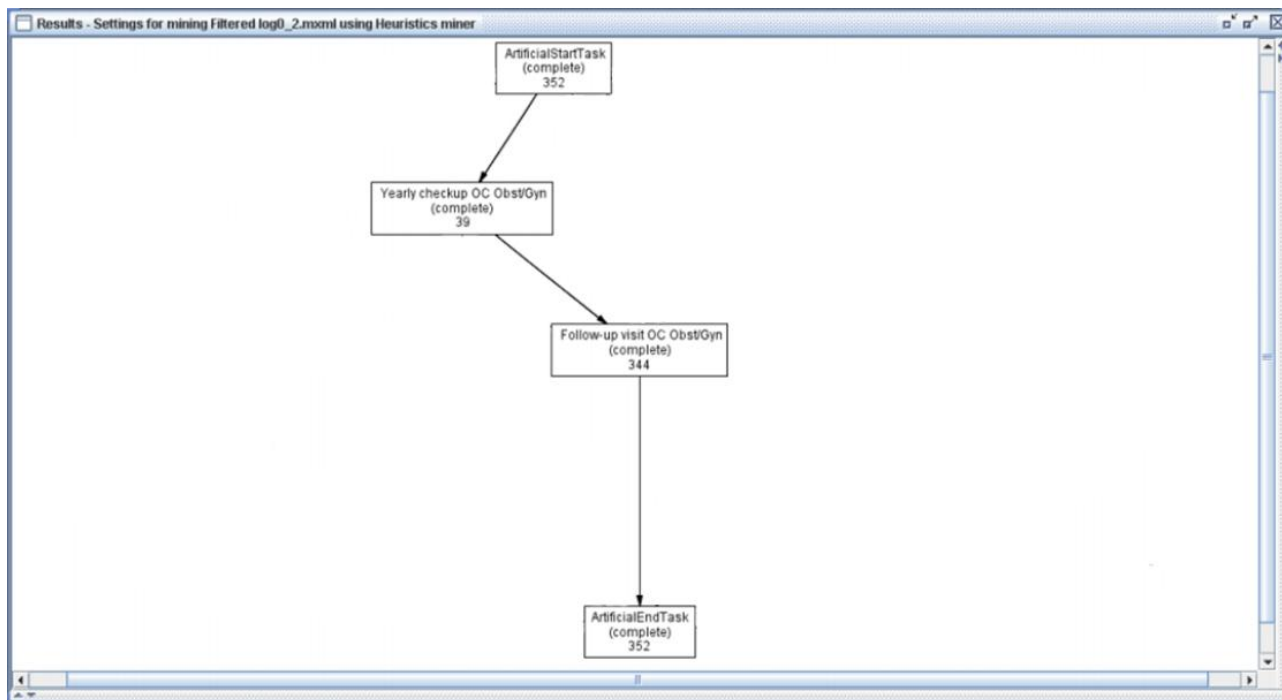 Results - Settings for mining Filtered log0_2.mxml using Heuristics miner
ArtificialStartTask
(complete)
352
Yearly checkup OC Obst/Gyn
(complete)
39
Follow-up visit OC Obst/Gyn
(complete)
344
ArtificialEndTask
(complete)
352